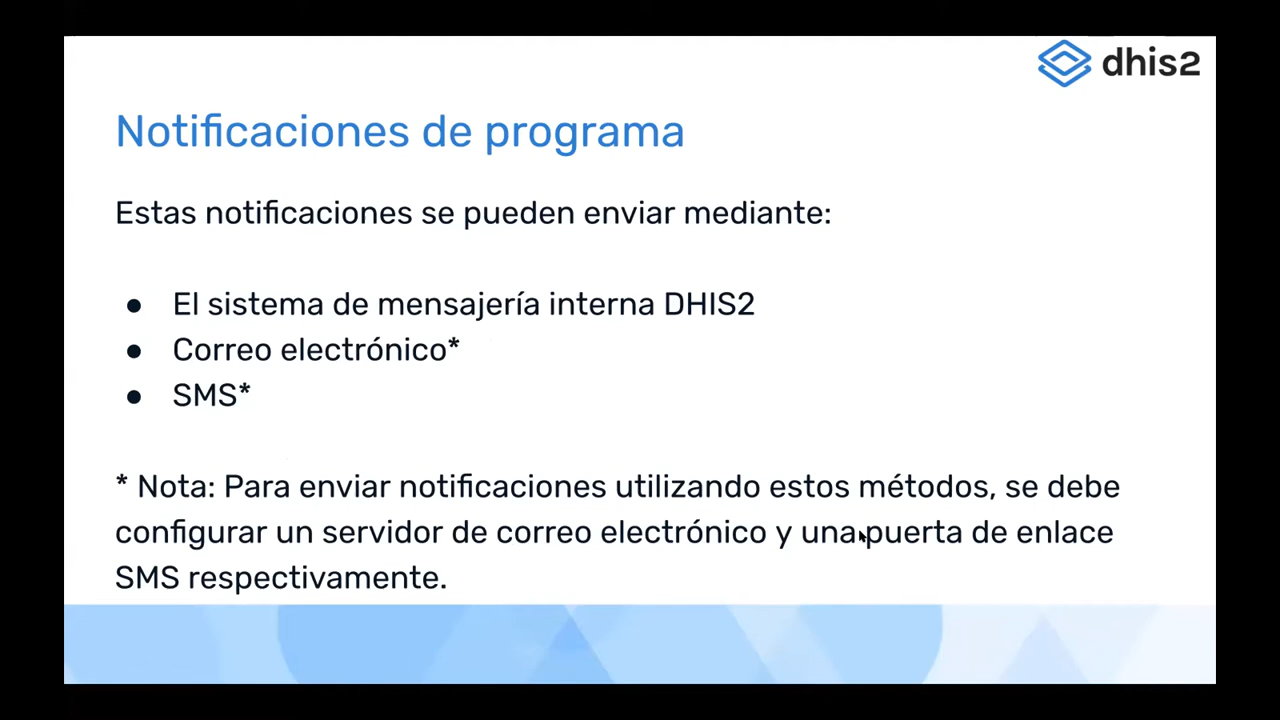 dhis2
Notificaciones de programa
Estas notificaciones se pueden enviar mediante:
● El sistema de mensajería interna DHIS2
● Correo electrónico*
● SMS*
* Nota: Para enviar notificaciones utilizando estos métodos, se debe
configurar un servidor de correo electrónico y una puerta de enlace
SMS respectivamente.